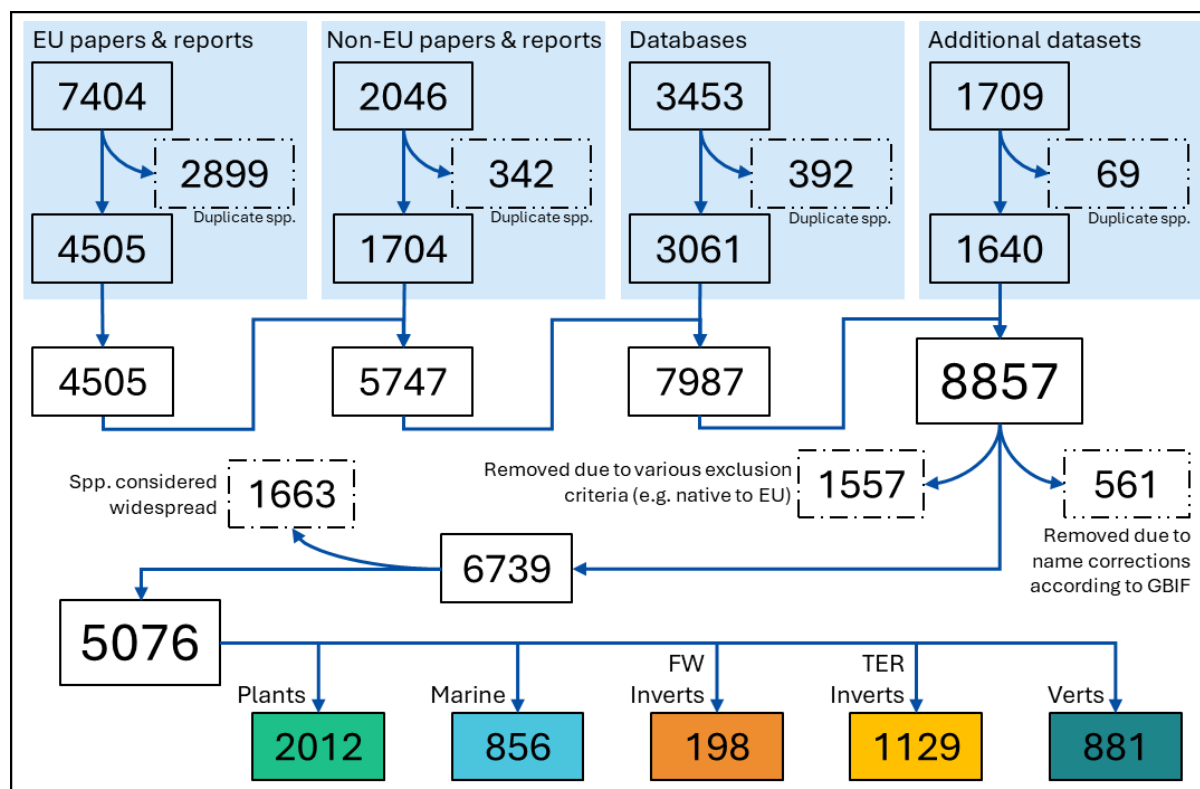 EU papers & reports
Non-EU papers & reports
Databases
Additional datasets
7404
2046
3453
1709
2899
342
392
69
Duplicate spp.
Duplicate spp.
Duplicate spp.
Duplicate spp.
4505
1704
3061
1640
4505
5747
7987
8857
Spp. considered
widespread
1663
Removed due to various exclusion
criteria (e.g. native to EU)
1557
561
Removed due to
name corrections
according to GBIF
6739
5076
Plants
Marine
FW
Inverts
TER
Inverts
Verts
2012
856
198
1129
881